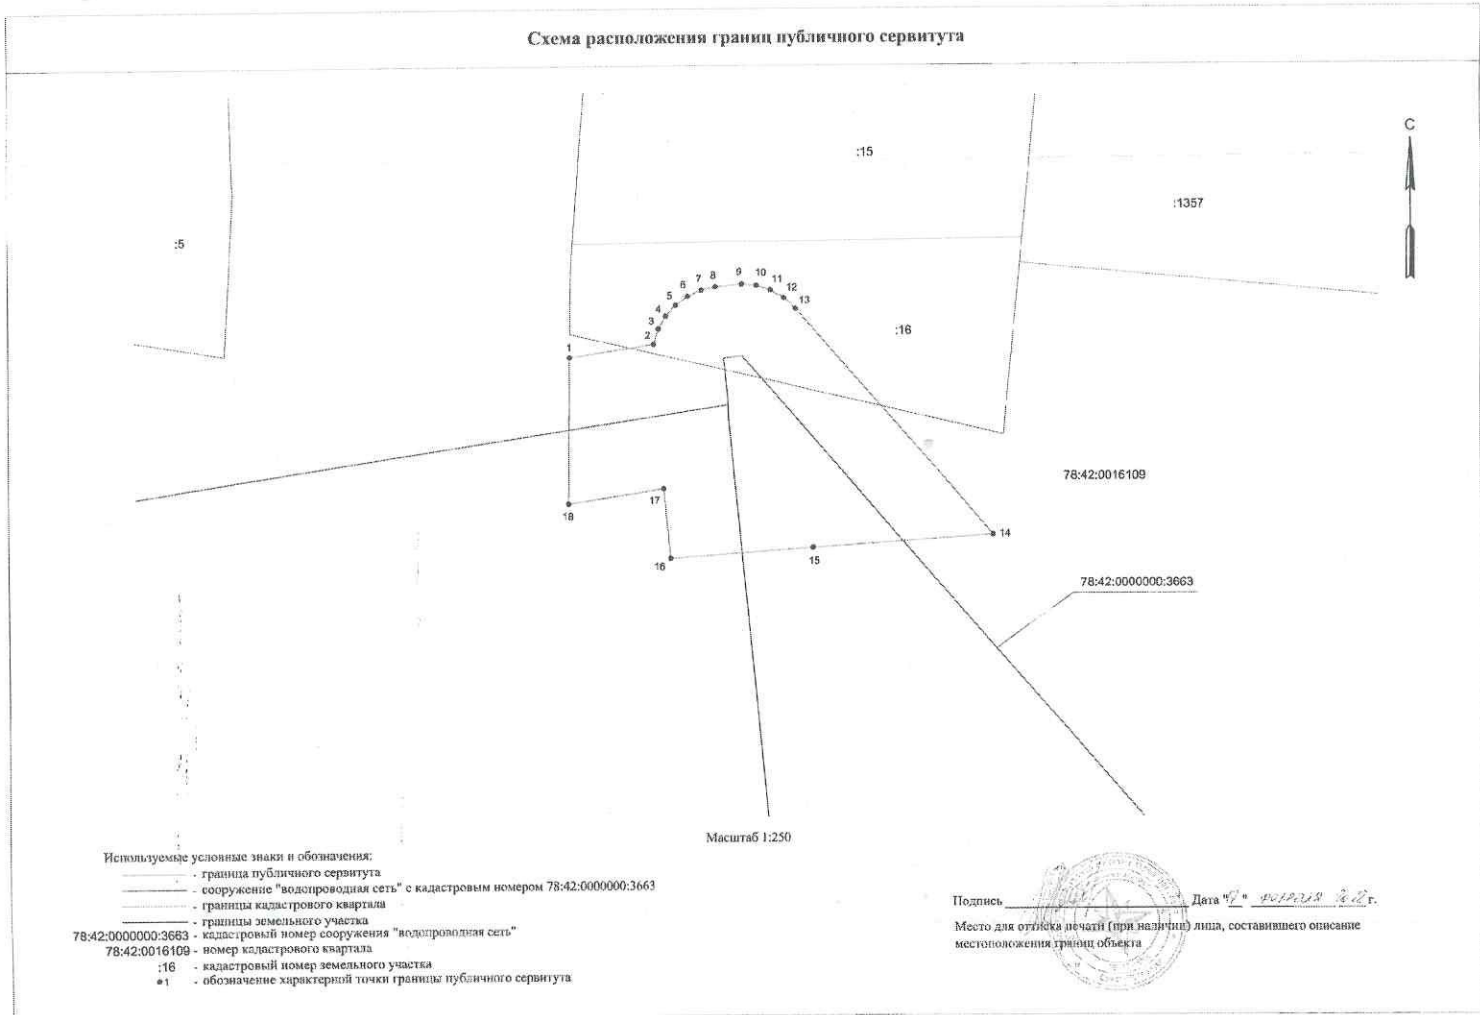 Схема расположения границ публичного сервитута
С
:15
:1357
:5
7 8 9 10 11
6 12
5 13
4
3
2
:16
1
78:42:0016109
17
18
14
15
16
78:42:0000000:3663
Масштаб 1:250
Используемые условные знаки и обозначения:
- граница публичного сервитута
- сооружение "водопроводная сеть" с кадастровым номером 78:42:0000000:3663
- границы кадастрового квартала
- границы земельного участка
78:42:0000000:3663 - кадастровый номер сооружения "водопроводная сеть"
78:42:0016109 - номер кадастрового квартала
:16 - кадастровый номер земельного участка
1 - обозначение характерной точки границы публичного сервитута
Подпись Дата " " г.
Место для оттиска печати (при наличии) лица, составившего описание
местоположения границ объекта